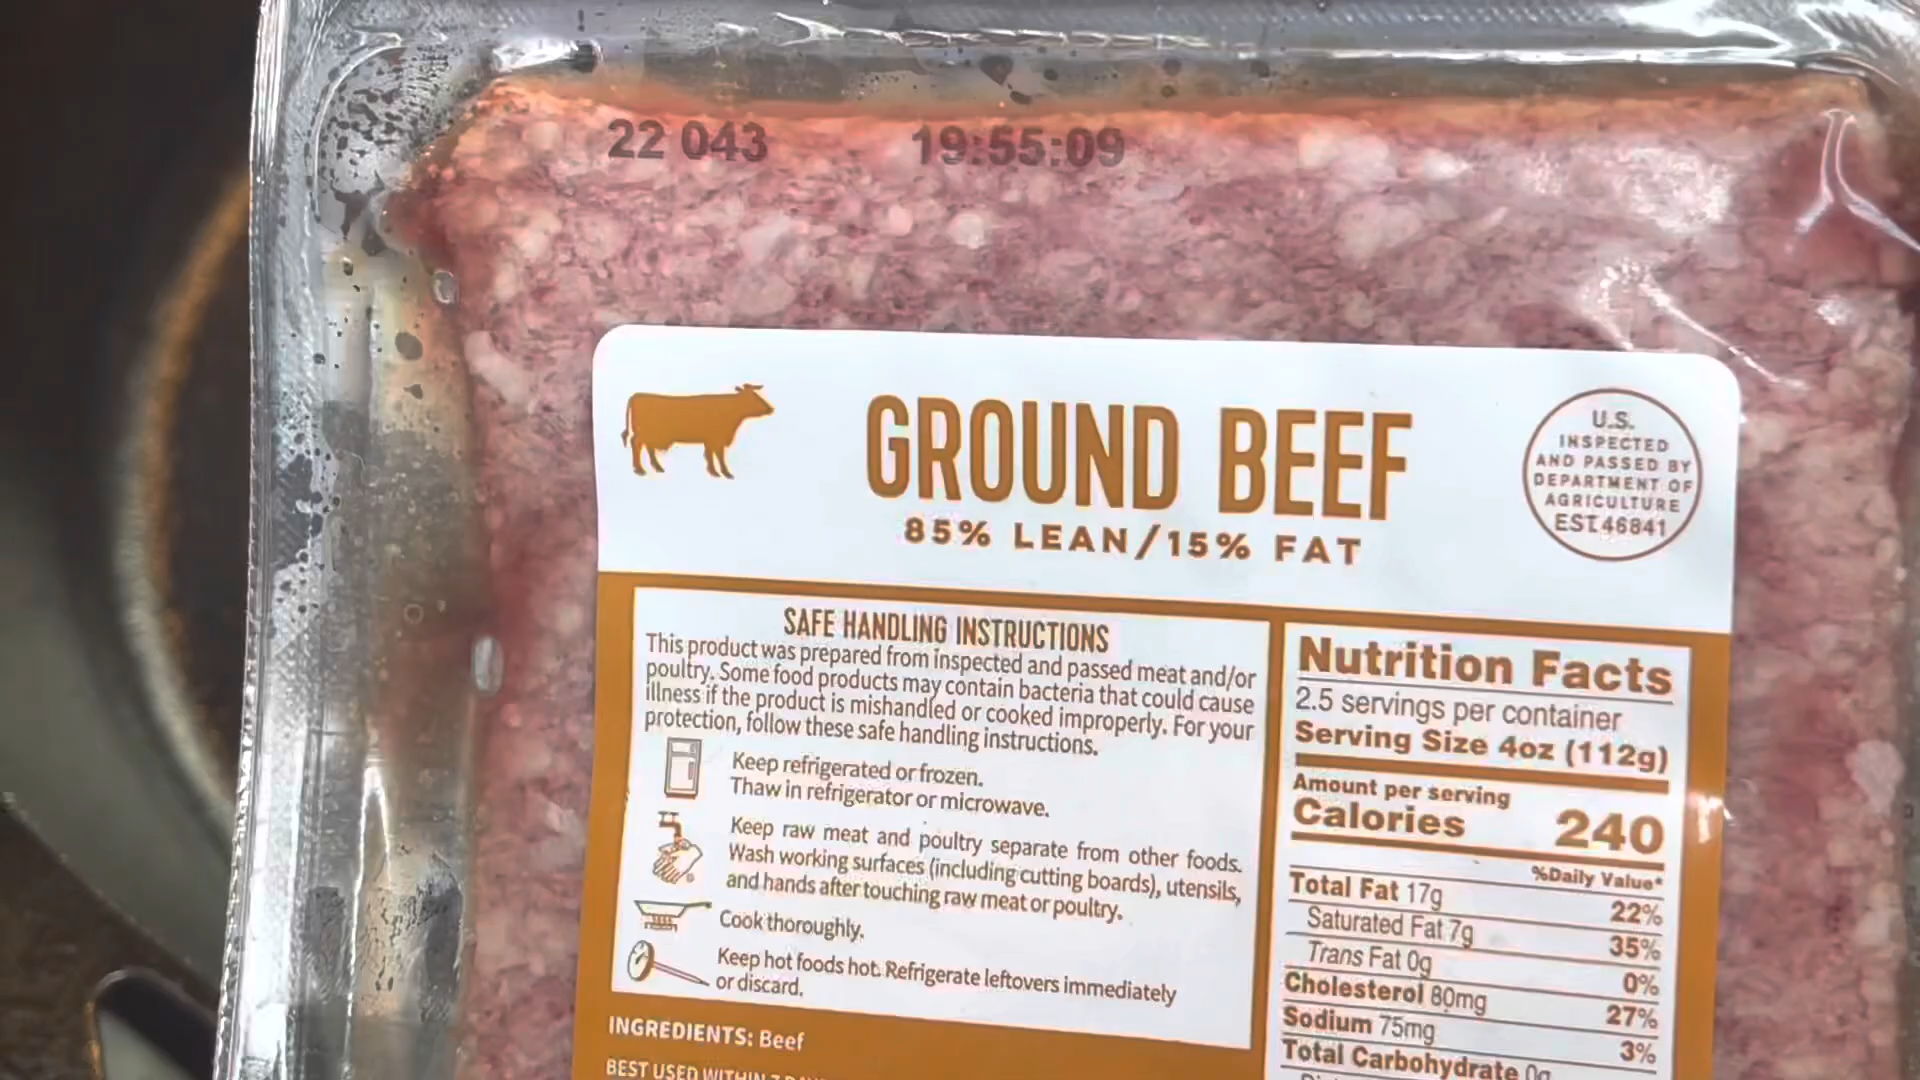 22 043 19:55:09
GROUND BEEF
85% LEAN/15% FAT
U.S.
INSPECTED
AND PASSED BY
DEPARTMENT OF
AGRICULTURE
EST.46841
SAFE HANDLING INSTRUCTIONS
This product was prepared from inspected and passed meat and/or
poultry. Some food products may contain bacteria that could cause
illness if the product is mishandled or cooked improperly. For your
protection, follow these safe handling instructions.
Keep refrigerated or frozen.
Thaw in refrigerator or microwave.
Keep raw meat and poultry separate from other foods.
Wash working surfaces (including cutting boards), utensils,
and hands after touching raw meat or poultry.
Cook thoroughly.
Keep hot foods hot. Refrigerate leftovers immediately
or discard.
INGREDIENTS: Beef
BEST USED WITHIN 7
Nutrition Facts
2.5 servings per container
Serving Size 4oz (112g)
Amount per serving
Calories 240
%Daily Value*
Total Fat 17g 22%
Saturated Fat 7g 35%
Trans Fat 0g 0%
Cholesterol 80mg 27%
Sodium 75mg 3%
Total Carbohydrate 0g